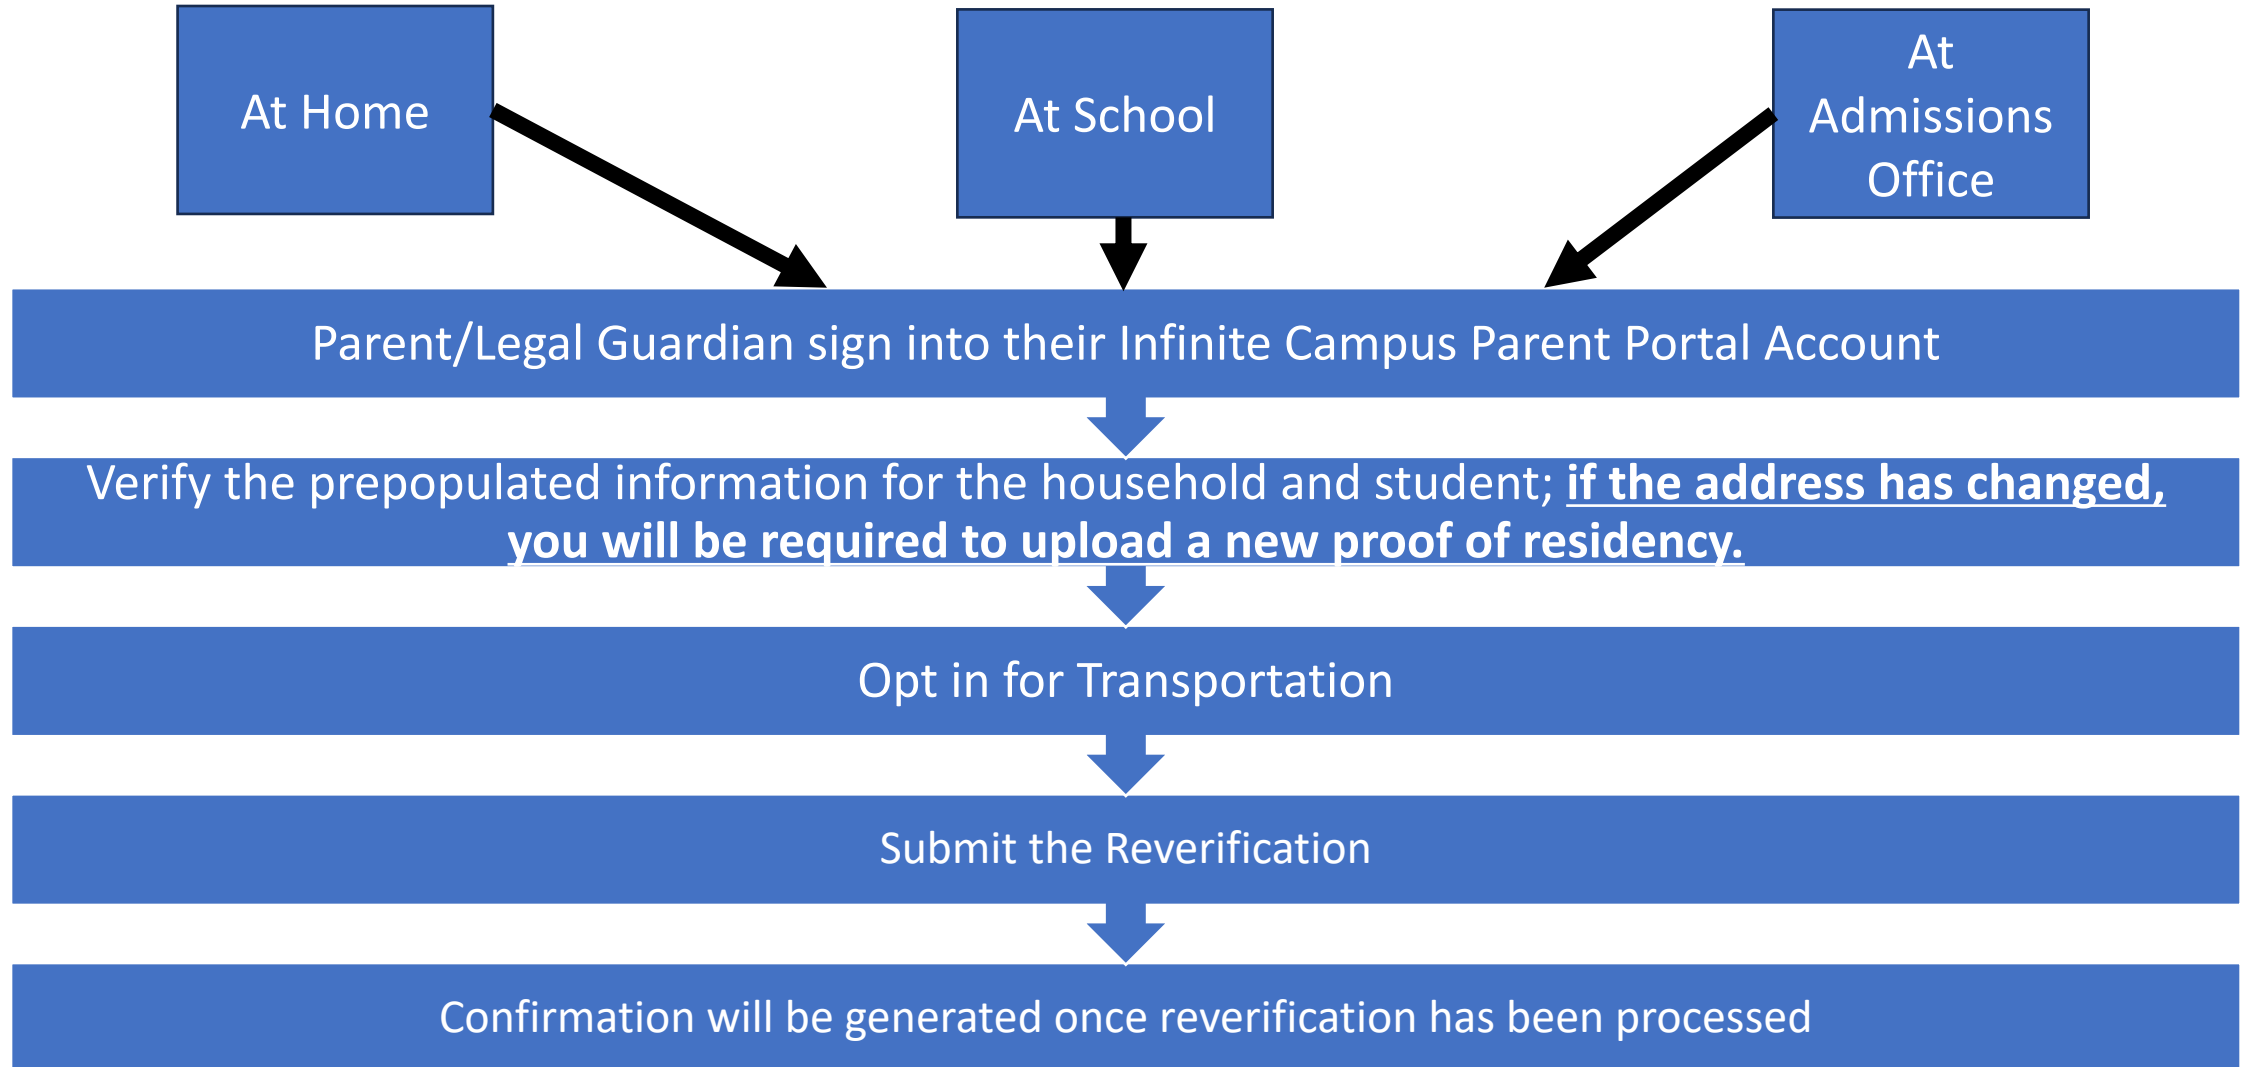 At Home
At School
At
Admissions
Office
Parent/Legal Guardian sign into their Infinite Campus Parent Portal Account
Verify the prepopulated information for the household and student; if the address has changed,
you will be required to upload a new proof of residency.
Opt in for Transportation
Submit the Reverification
Confirmation will be generated once reverification has been processed